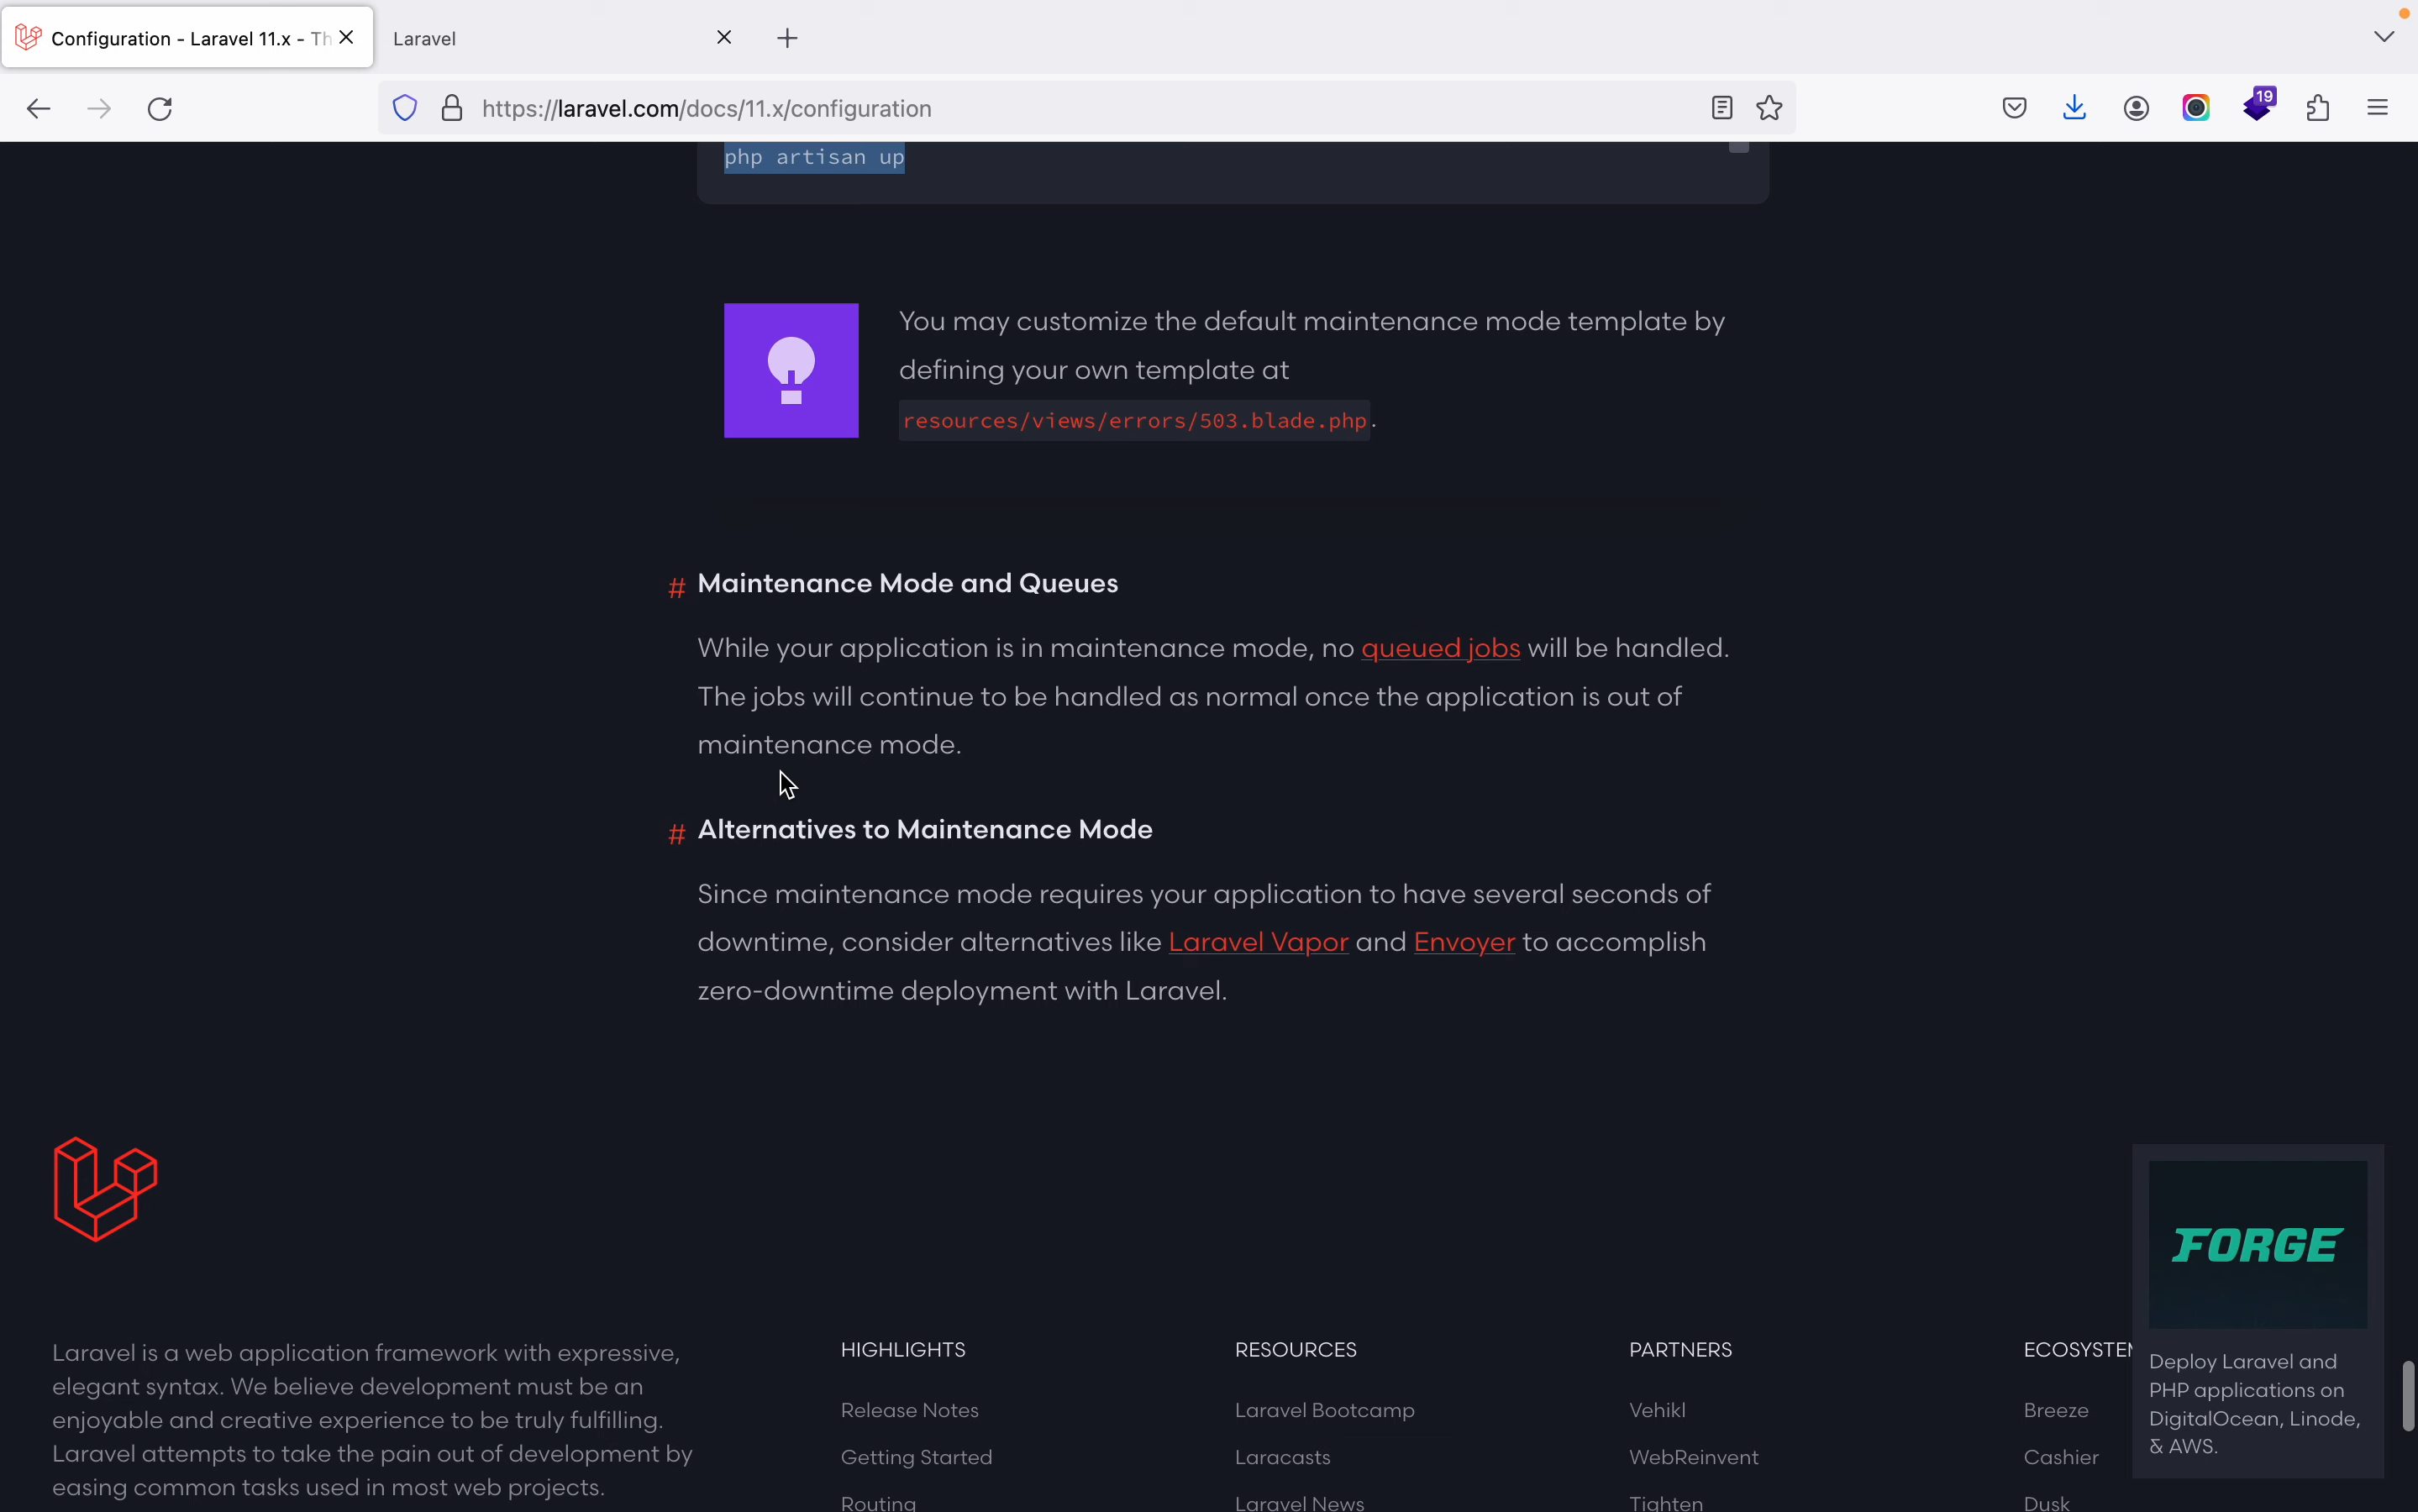 Configuration - Laravel 11.x - Th
Laravel
https://laravel.com/docs/11.x/configuration
19
php artisan up
You may customize the default maintenance mode template by
defining your own template at
resources/views/errors/503.blade.php.
# Maintenance Mode and Queues
While your application is in maintenance mode, no queued jobs will be handled.
The jobs will continue to be handled as normal once the application is out of
maintenance mode.
# Alternatives to Maintenance Mode
Since maintenance mode requires your application to have several seconds of
downtime, consider alternatives like Laravel Vapor and Envoyer to accomplish
zero-downtime deployment with Laravel.
Laravel is a web application framework with expressive,
elegant syntax. We believe development must be an
enjoyable and creative experience to be truly fulfilling.
Laravel attempts to take the pain out of development by
easing common tasks used in most web projects.
HIGHLIGHTS
Release Notes
Getting Started
Routing
RESOURCES
Laravel Bootcamp
Laracasts
Laravel News
PARTNERS
Vehikl
WebReinvent
Tighten
ECOSYSTEM
Breeze
Cashier
Dusk
FORGE
Deploy Laravel and
PHP applications on
DigitalOcean, Linode,
& AWS.